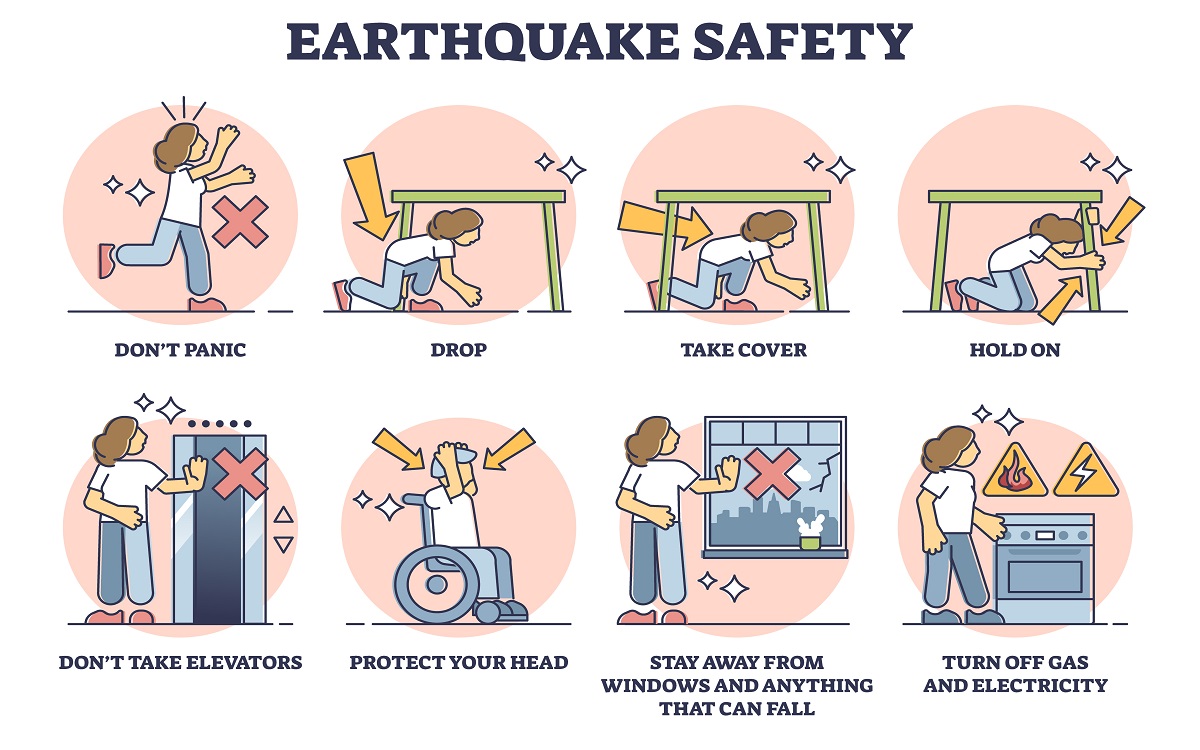 EARTHQUAKE SAFETY
DON'T PANIC
DROP
TAKE COVER
HOLD ON
DON'T TAKE ELEVATORS
PROTECT YOUR HEAD
STAY AWAY FROM
WINDOWS AND ANYTHING
THAT CAN FALL
TURN OFF GAS
AND ELECTRICITY